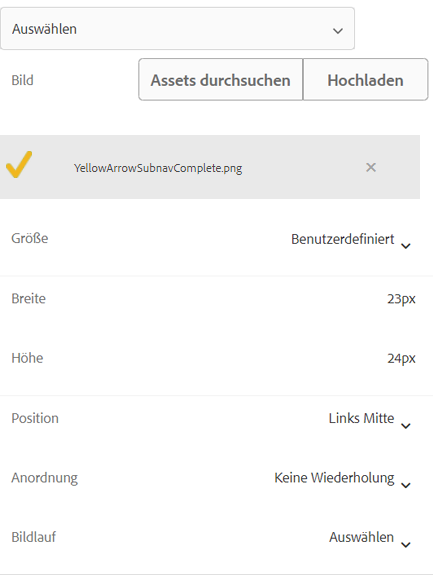 Auswählen
Bild Assets durchsuchen Hochladen
YellowArrowSubnavComplete.png
Größe Benutzerdefiniert
Breite 23px
Höhe 24px
Position Links Mitte
Anordnung Keine Wiederholung
Bildlauf Auswählen